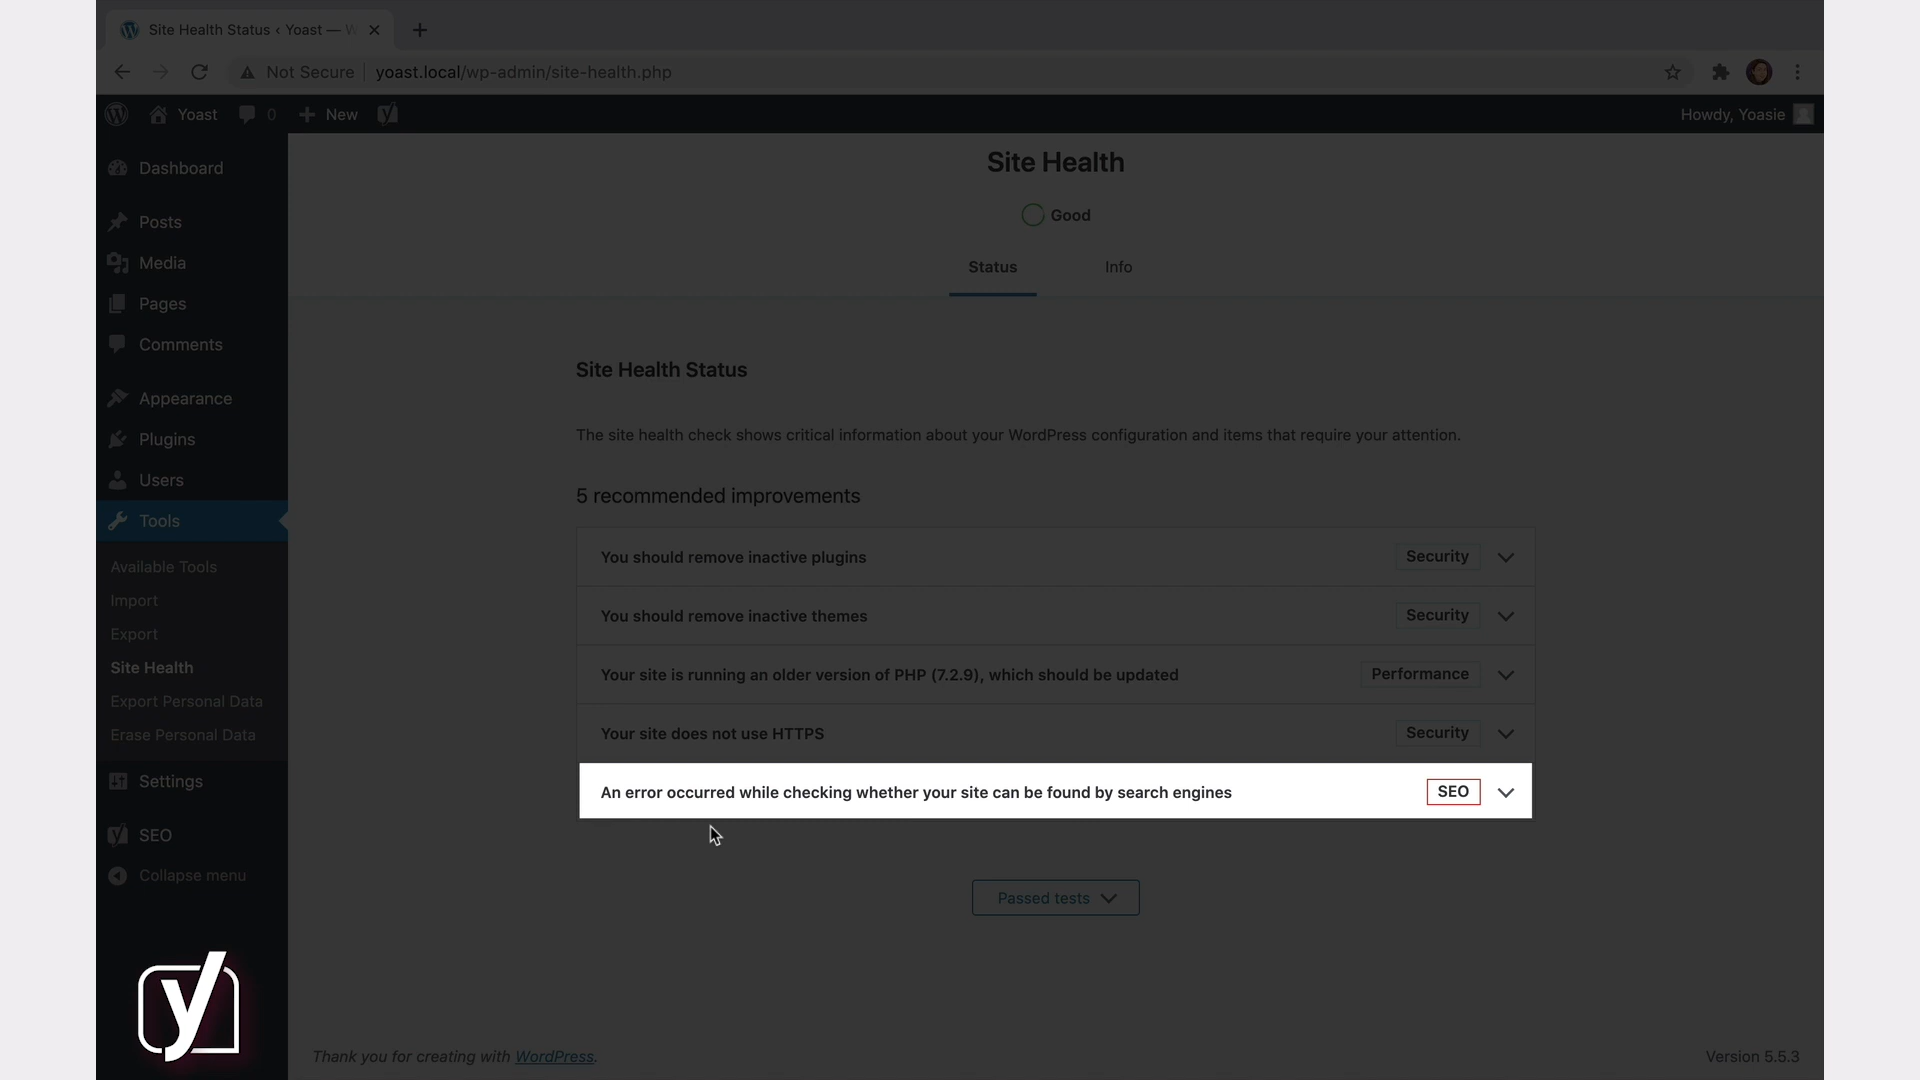 Site Health Status ‹ Yoast — W
Not Secure yoast.local/wp-admin/site-health.php
Yoast 0 New Howdy, Yoasie
Dashboard
Posts
Media
Pages
Comments
Appearance
Plugins
Users
Tools
Available Tools
Import
Export
Site Health
Export Personal Data
Erase Personal Data
Settings
SEO
Collapse menu
Site Health
Good
Status Info
Site Health Status
The site health check shows critical information about your WordPress configuration and items that require your attention.
5 recommended improvements
You should remove inactive plugins Security
You should remove inactive themes Security
Your site is running an older version of PHP (7.2.9), which should be updated Performance
Your site does not use HTTPS Security
An error occurred while checking whether your site can be found by search engines SEO
Passed tests
y
Thank you for creating with WordPress. Version 5.5.3